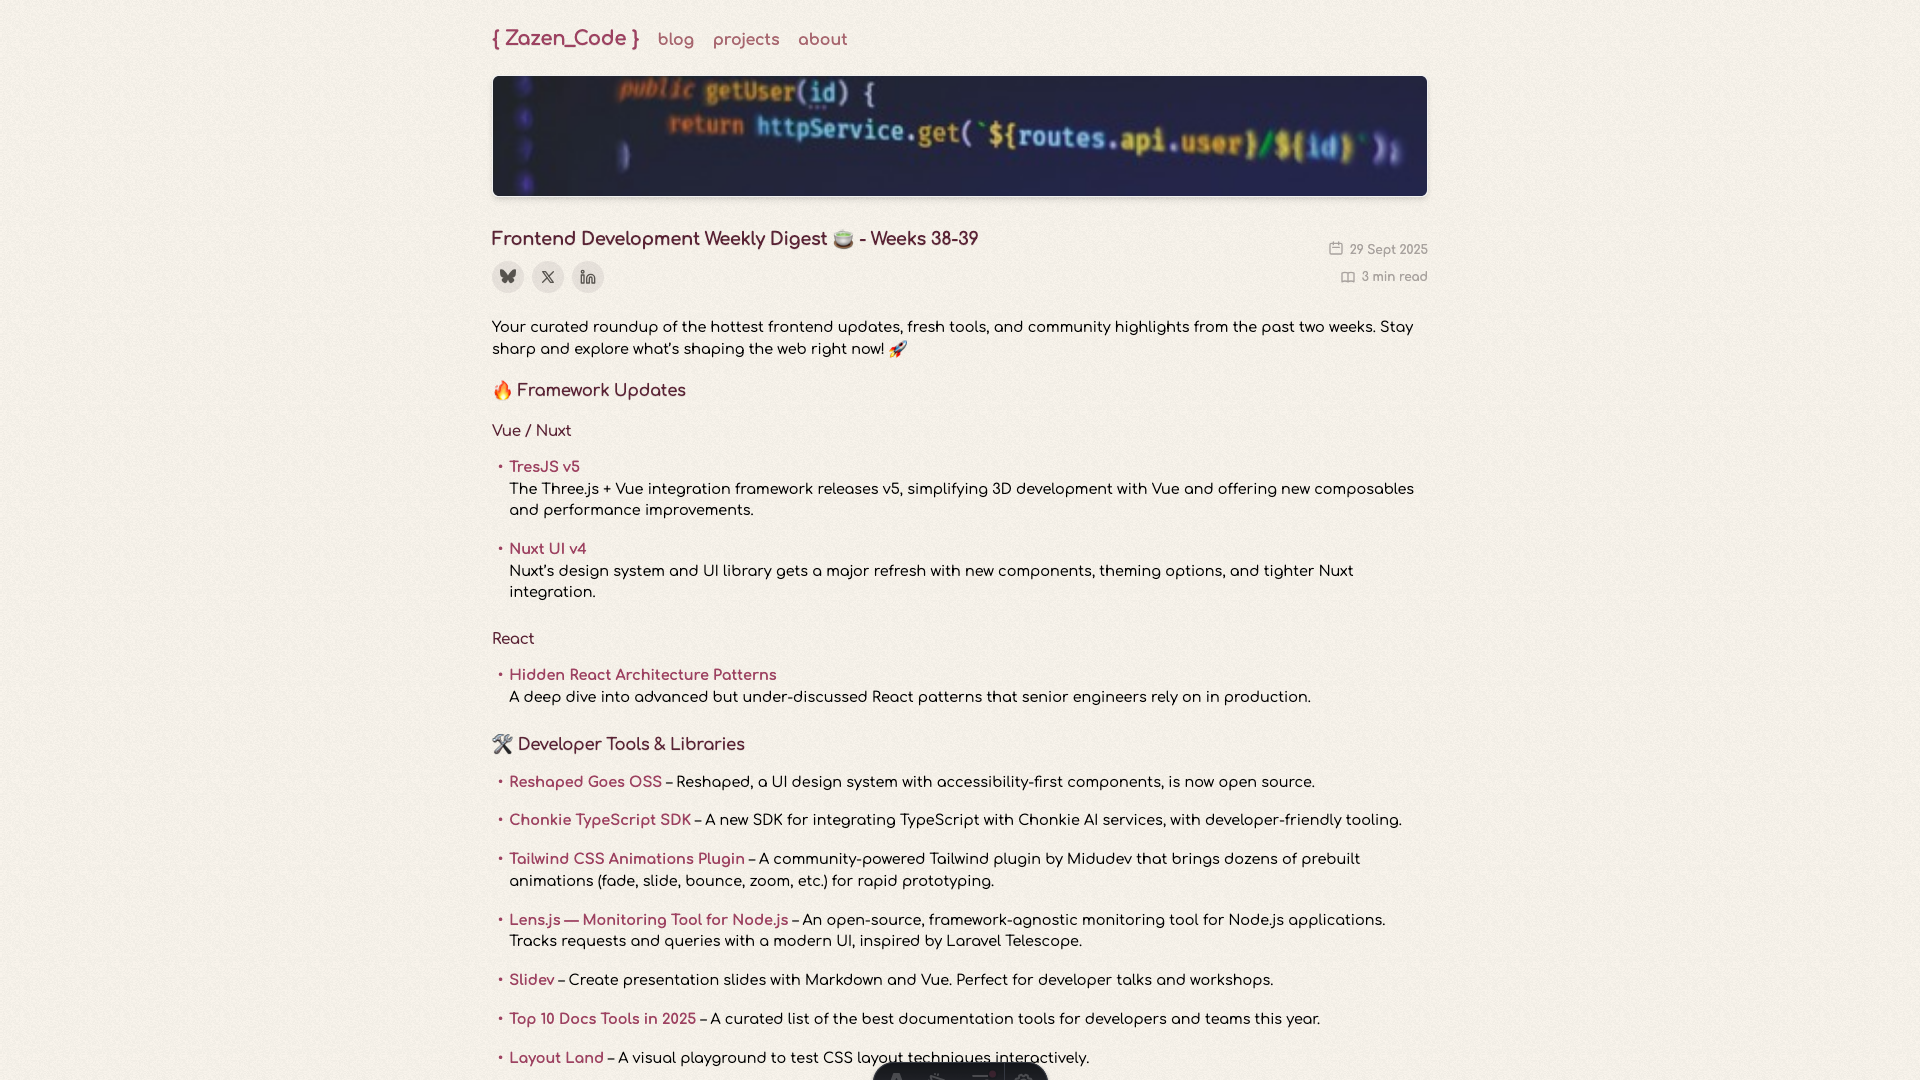 { Zazen_Code } blog projects about
public getUser(id) {
return httpService.get(`${routes.api.user}/${id}`);
}
Frontend Development Weekly Digest 🍵 - Weeks 38-39
29 Sept 2025
3 min read
Your curated roundup of the hottest frontend updates, fresh tools, and community highlights from the past two weeks. Stay
sharp and explore what's shaping the web right now! 🚀
🔥 Framework Updates
Vue / Nuxt
• TresJS v5
The Three.js + Vue integration framework releases v5, simplifying 3D development with Vue and offering new composables
and performance improvements.
• Nuxt UI v4
Nuxt's design system and UI library gets a major refresh with new components, theming options, and tighter Nuxt
integration.
React
• Hidden React Architecture Patterns
A deep dive into advanced but under-discussed React patterns that senior engineers rely on in production.
🛠️ Developer Tools & Libraries
• Reshaped Goes OSS – Reshaped, a UI design system with accessibility-first components, is now open source.
• Chonkie TypeScript SDK – A new SDK for integrating TypeScript with Chonkie AI services, with developer-friendly tooling.
• Tailwind CSS Animations Plugin – A community-powered Tailwind plugin by Midudev that brings dozens of prebuilt
animations (fade, slide, bounce, zoom, etc.) for rapid prototyping.
• Lens.js — Monitoring Tool for Node.js – An open-source, framework-agnostic monitoring tool for Node.js applications.
Tracks requests and queries with a modern UI, inspired by Laravel Telescope.
• Slidev – Create presentation slides with Markdown and Vue. Perfect for developer talks and workshops.
• Top 10 Docs Tools in 2025 – A curated list of the best documentation tools for developers and teams this year.
• Layout Land – A visual playground to test CSS layout techniques interactively.